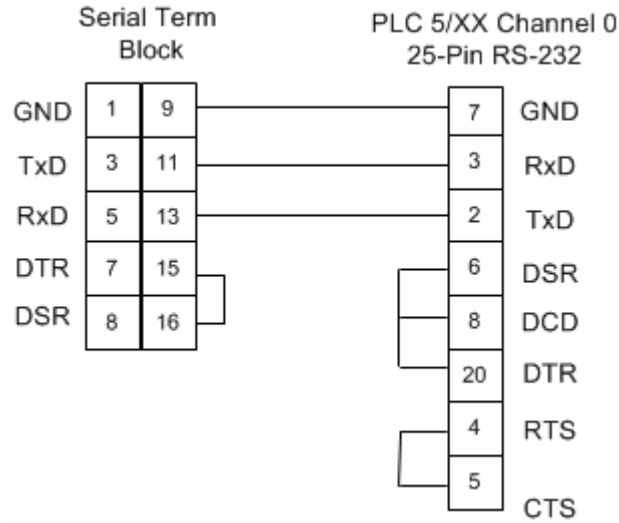 Serial Term
Block
PLC 5/XX Channel 0
25-Pin RS-232
GND 1 9 7 GND
TxD 3 11 3 RxD
RxD 5 13 2 TxD
DTR 7 15 6 DSR
DSR 8 16 8 DCD
20 DTR
4 RTS
5 CTS